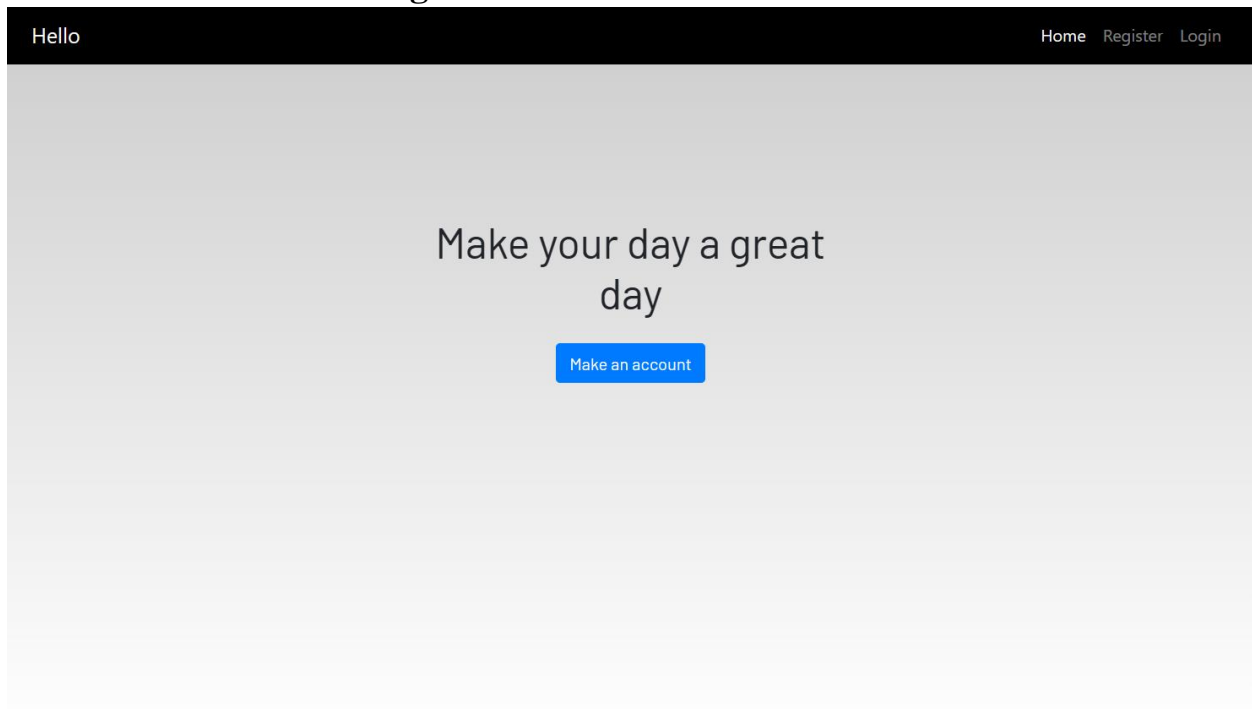 Hello
Home Register Login
Make your day a great
day
Make an account